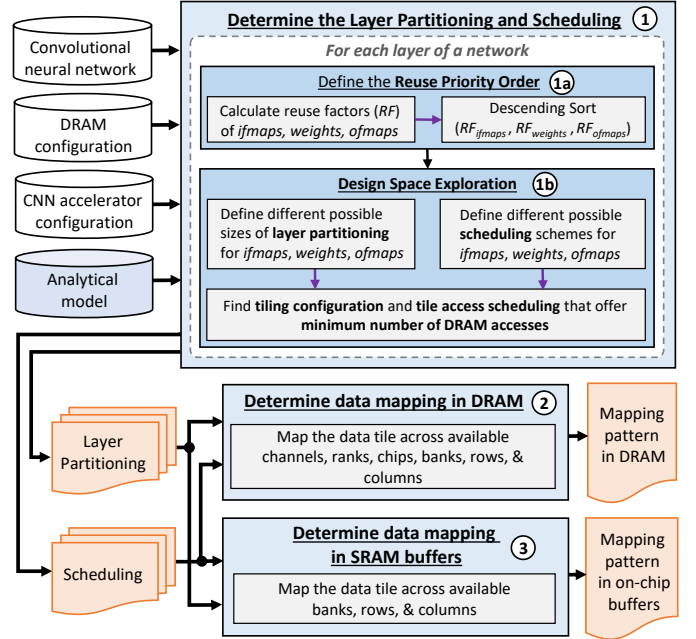 Determine the Layer Partitioning and Scheduling 1
For each layer of a network
Convolutional
neural network
DRAM
configuration
CNN accelerator
configuration
Analytical
model
Define the Reuse Priority Order 1a
Calculate reuse factors (RF)
of ifmaps, weights, ofmaps
Descending Sort
(RFifmaps , RFweights , RFofmaps)
Design Space Exploration 1b
Define different possible
sizes of layer partitioning
for ifmaps, weights, ofmaps
Define different possible
scheduling schemes for
ifmaps, weights, ofmaps
Find tiling configuration and tile access scheduling that offer
minimum number of DRAM accesses
Layer
Partitioning
Scheduling
Determine data mapping in DRAM 2
Map the data tile across available
channels, ranks, chips, banks, rows, &
columns
Mapping
pattern
in DRAM
Determine data mapping
in SRAM buffers 3
Map the data tile across available
banks, rows, & columns
Mapping
pattern
in on-chip
buffers